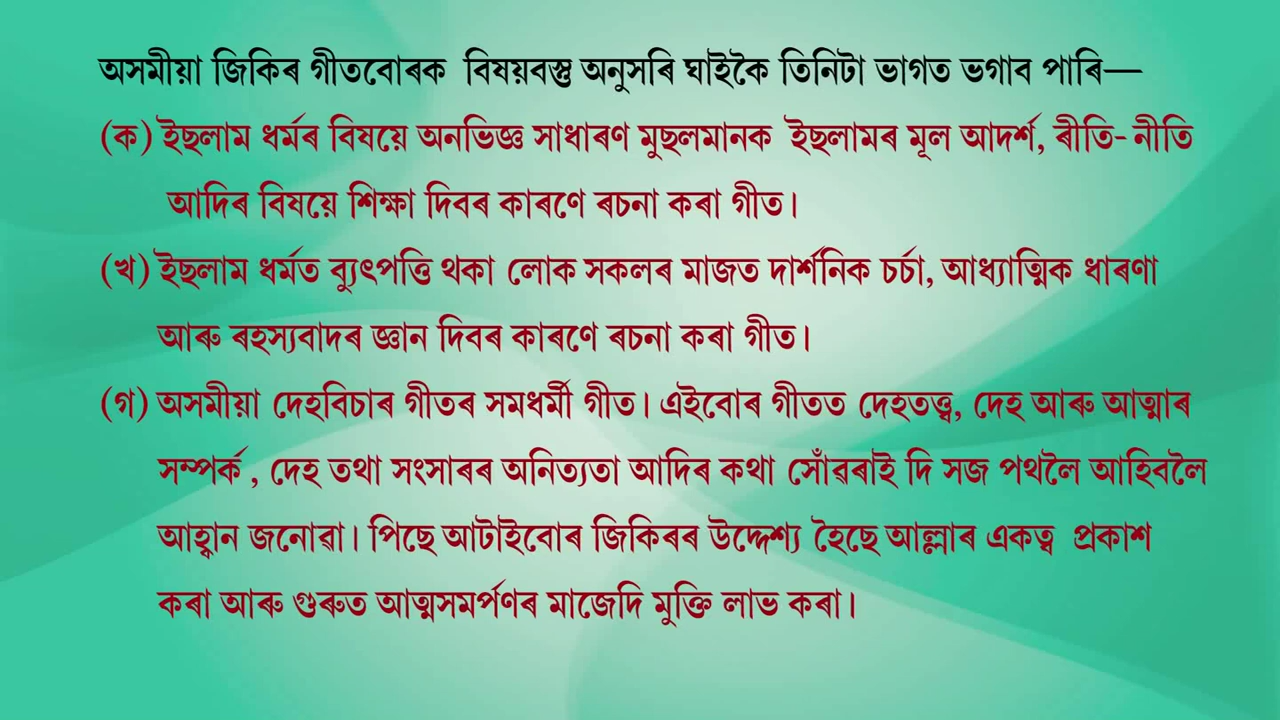 অসমীয়া জিকিৰ গীতবোৰক বিষয়বস্তু অনুসৰি ঘাইকৈ তিনিটা ভাগত ভগাব পাৰি—
(ক) ইছলাম ধৰ্মৰ বিষয়ে অনভিজ্ঞ সাধাৰণ মুছলমানক ইছলামৰ মূল আদৰ্শ, ৰীতি- নীতি
আদিৰ বিষয়ে শিক্ষা দিবৰ কাৰণে ৰচনা কৰা গীত।
(খ) ইছলাম ধৰ্মত ব্যুৎপত্তি থকা লোক সকলৰ মাজত দাৰ্শনিক চৰ্চা, আধ্যাত্মিক ধাৰণা
আৰু ৰহস্যবাদৰ জ্ঞান দিবৰ কাৰণে ৰচনা কৰা গীত।
(গ) অসমীয়া দেহবিচাৰ গীতৰ সমধৰ্মী গীত। এইবোৰ গীতত দেহতত্ত্ব, দেহ আৰু আত্মাৰ
সম্পৰ্ক , দেহ তথা সংসাৰৰ অনিত্যতা আদিৰ কথা সোঁৱৰাই দি সজ পথলৈ আহিবলৈ
আহ্বান জনোৱা। পিছে আটাইবোৰ জিকিৰৰ উদ্দেশ্য হৈছে আল্লাৰ একত্ব প্ৰকাশ
কৰা আৰু গুৰুত আত্মসমৰ্পণৰ মাজেদি মুক্তি লাভ কৰা।